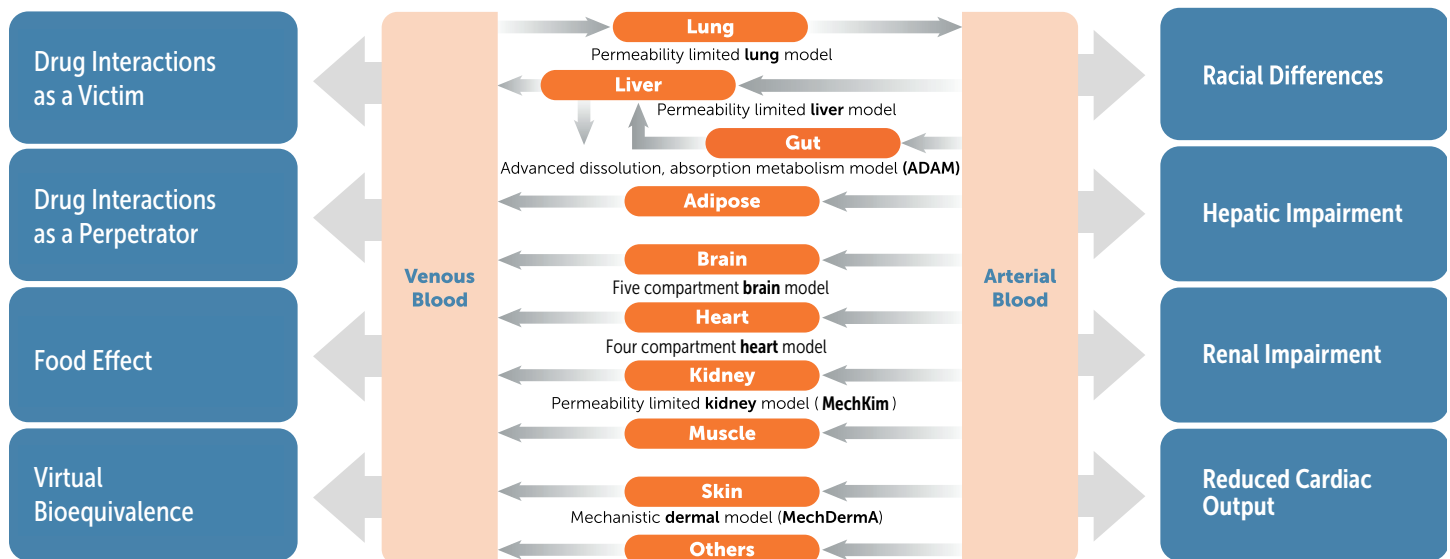 Drug Interactions
as a Victim
Drug Interactions
as a Perpetrator
Food Effect
Virtual
Bioequivalence
Venous
Blood
Lung
Permeability limited lung model
Liver
Permeability limited liver model
Gut
Advanced dissolution, absorption metabolism model (ADAM)
Adipose
Brain
Five compartment brain model
Heart
Four compartment heart model
Kidney
Permeability limited kidney model ( MechKim )
Muscle
Skin
Mechanistic dermal model (MechDermA)
Others
Arterial
Blood
Racial Differences
Hepatic Impairment
Renal Impairment
Reduced Cardiac
Output